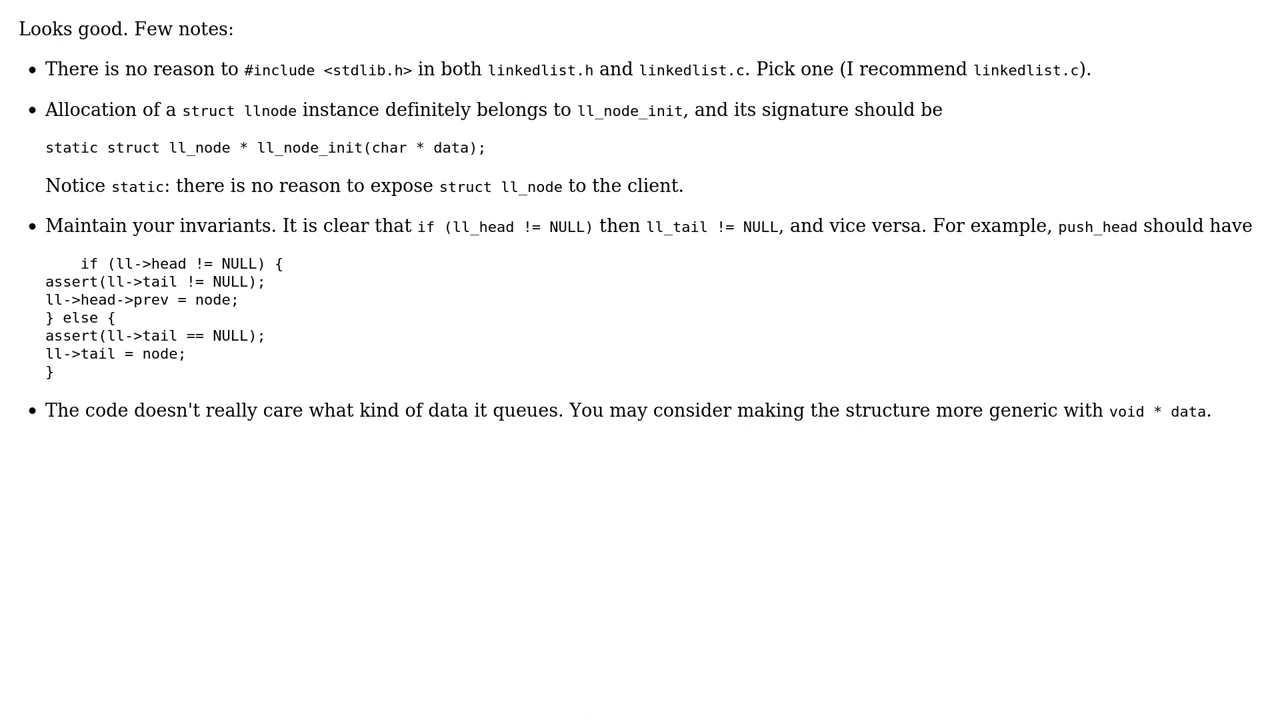 Looks good. Few notes:
• There is no reason to #include <stdlib.h> in both linkedlist.h and linkedlist.c. Pick one (I recommend linkedlist.c).
• Allocation of a struct llnode instance definitely belongs to ll_node_init, and its signature should be
static struct ll_node * ll_node_init(char * data);
Notice static: there is no reason to expose struct ll_node to the client.
• Maintain your invariants. It is clear that if (ll_head != NULL) then ll_tail != NULL, and vice versa. For example, push_head should have
    if (ll->head != NULL) {
assert(ll->tail != NULL);
ll->head->prev = node;
} else {
assert(ll->tail == NULL);
ll->tail = node;
}
• The code doesn't really care what kind of data it queues. You may consider making the structure more generic with void * data.